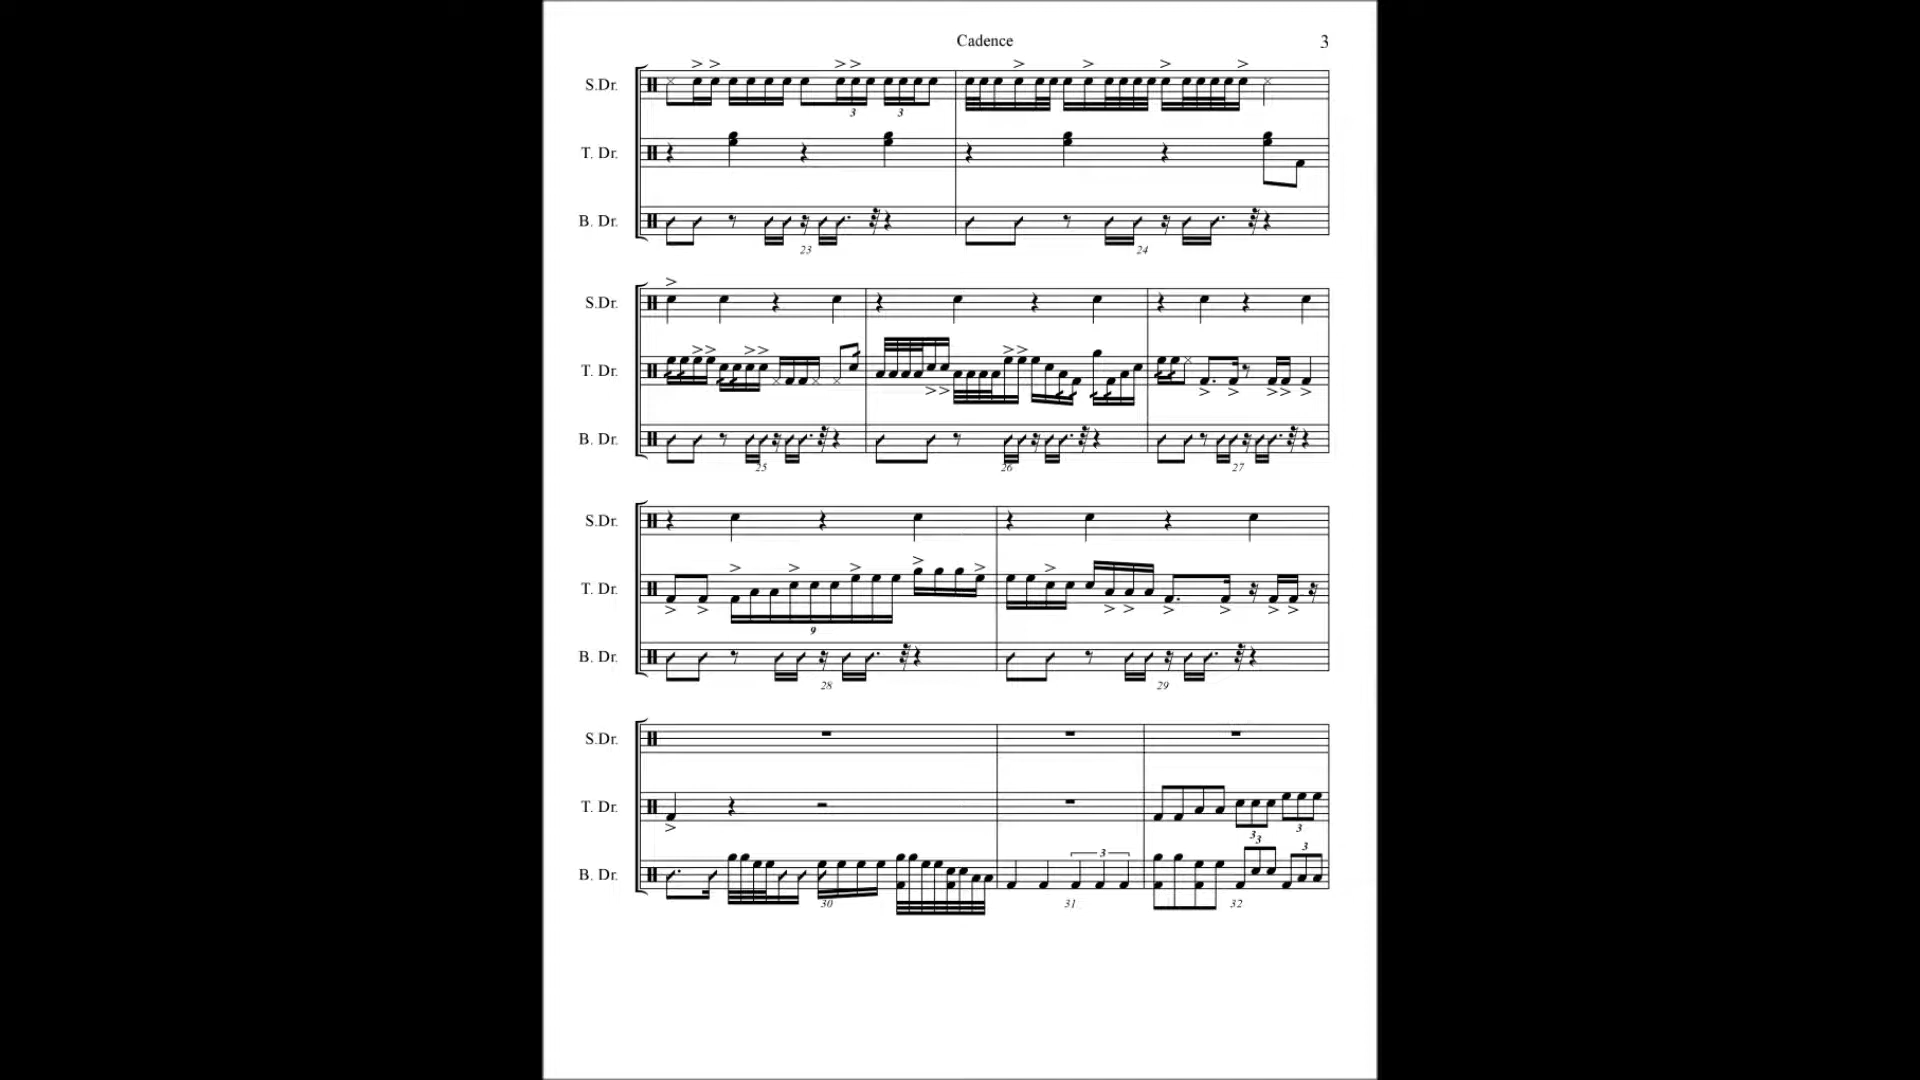 Cadence 3
S.Dr.
3 3
T. Dr.
B. Dr.
23 24
S.Dr.
T. Dr.
B. Dr.
25 26 27
S.Dr.
T. Dr.
9
B. Dr.
28 29
S.Dr.
T. Dr.
3 3
3 3 3
B. Dr.
30 31 32